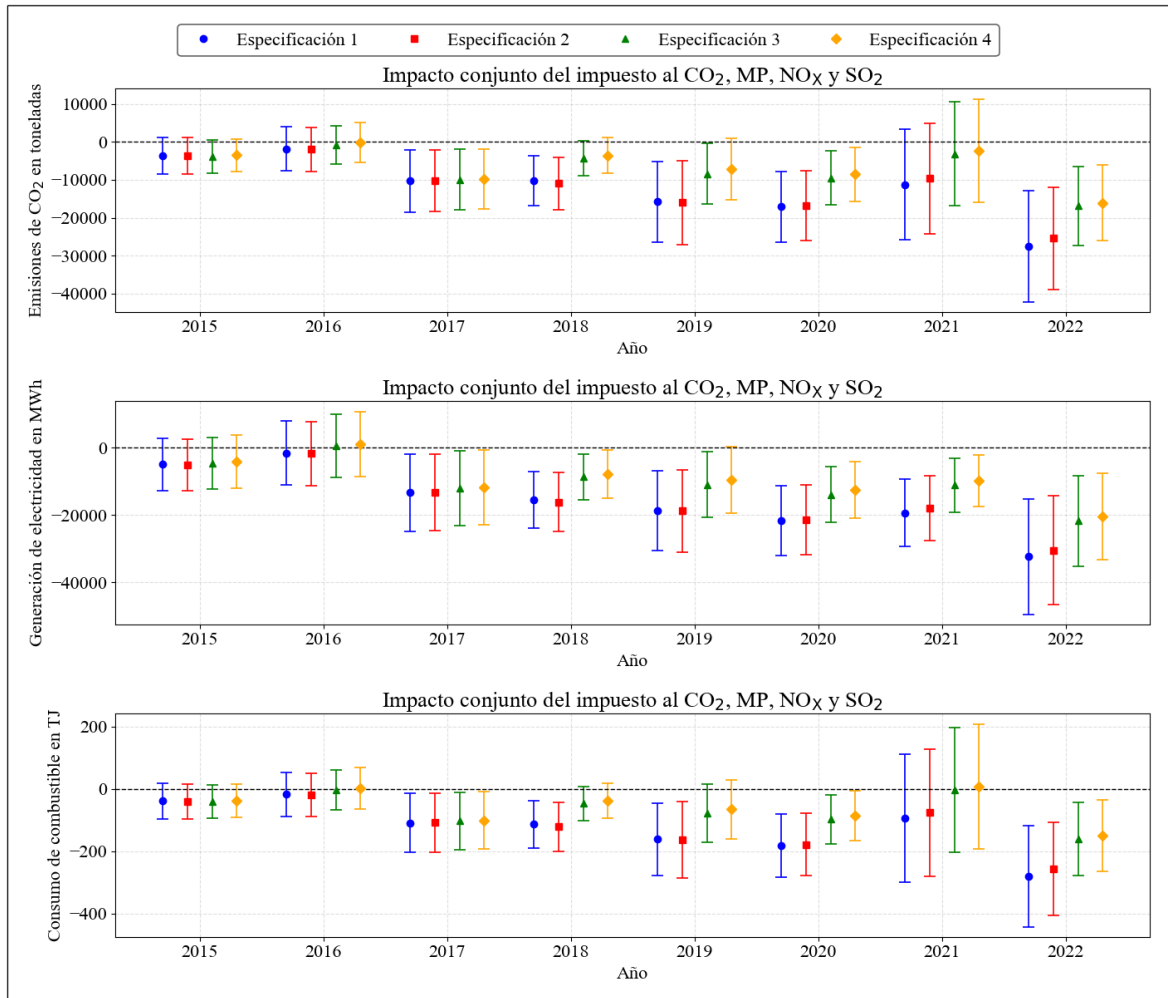 Especificación 1 Especificación 2 Especificación 3 Especificación 4
Impacto conjunto del impuesto al CO₂, MP, NOₓ y SO₂
Emisiones de CO₂ en toneladas
10000
0
−10000
−20000
−30000
−40000
2015 2016 2017 2018 2019 2020 2021 2022
Año
Impacto conjunto del impuesto al CO₂, MP, NOₓ y SO₂
Generación de electricidad en MWh
0
−20000
−40000
2015 2016 2017 2018 2019 2020 2021 2022
Año
Impacto conjunto del impuesto al CO₂, MP, NOₓ y SO₂
Consumo de combustible en TJ
200
0
−200
−400
2015 2016 2017 2018 2019 2020 2021 2022
Año